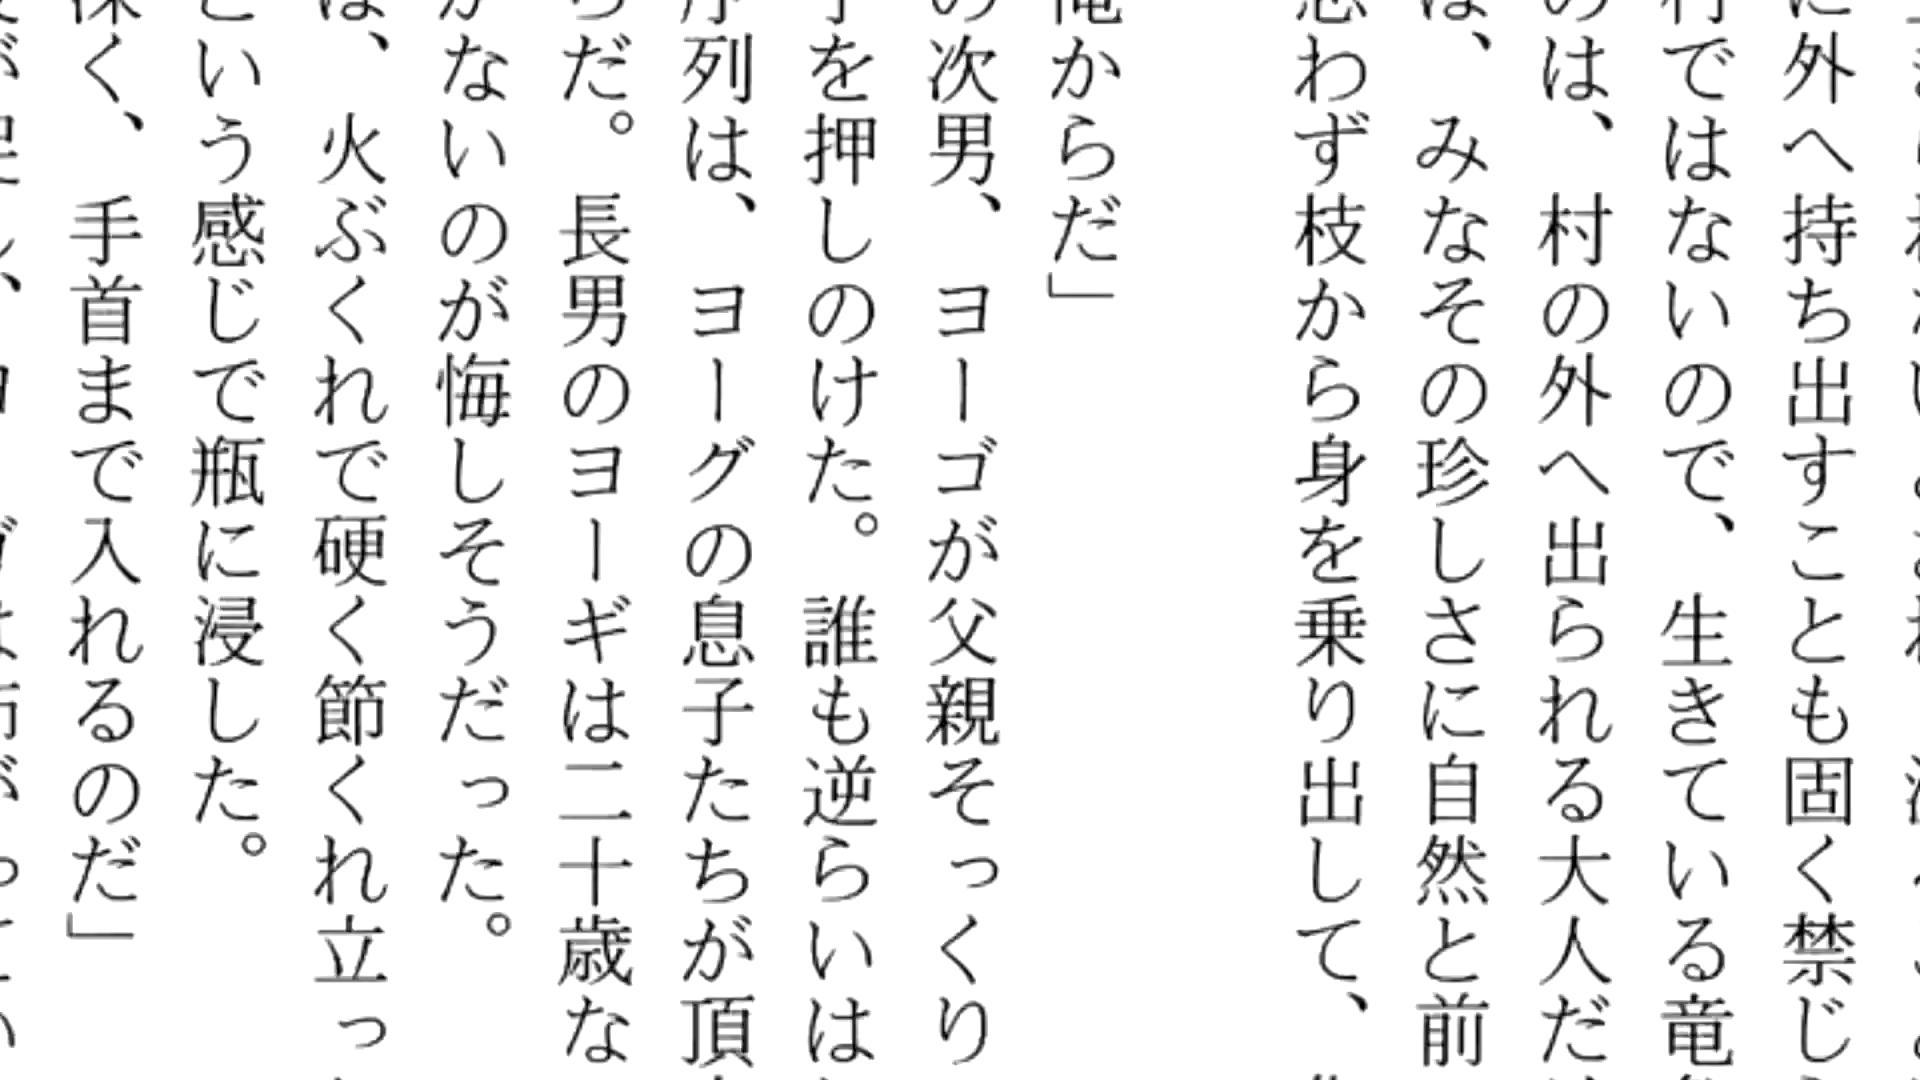 に外へ持ち出すことも固く禁じ
村ではないので、生きている竜
のは、村の外へ出られる大人だ
は、みなその珍しさに自然と前
思わず枝から身を乗り出して、
俺からだ」
の次男、ヨーゴが父親そっくり
手を押しのけた。誰も逆らいは
序列は、ヨーグの息子たちが頂
らだ。長男のヨーギは二十歳な
かないのが悔しそうだった。
は、火ぶくれで硬く節くれ立っ
という感じで瓶に浸した。
深く、手首まで入れるのだ」